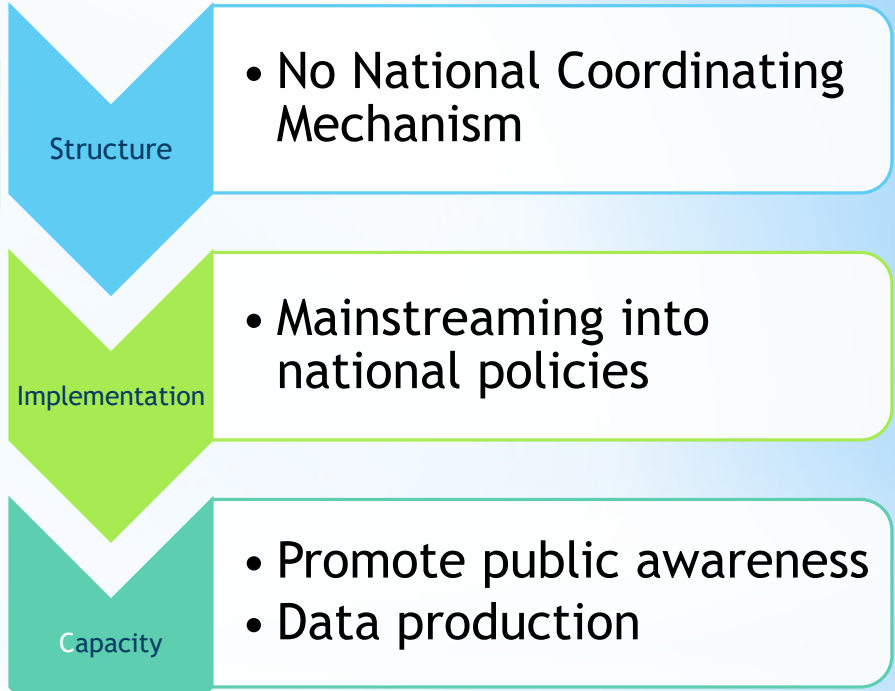 Structure
• No National Coordinating
Mechanism
Implementation
• Mainstreaming into
national policies
Capacity
• Promote public awareness
• Data production